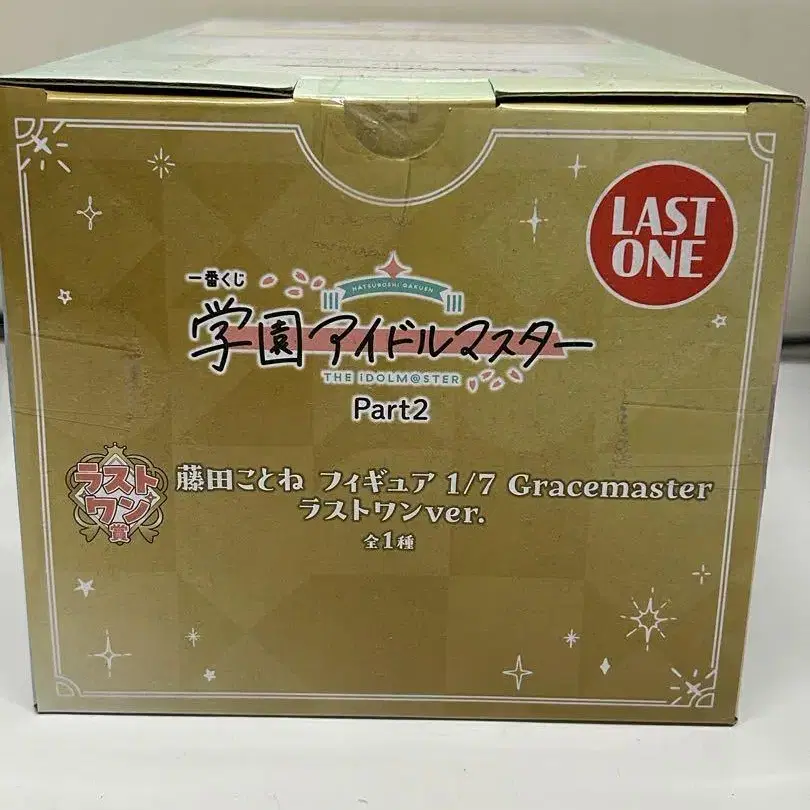 LAST
ONE
一番くじ
HATSUBOSHI GAKUEN
学園アイドルマスター
THE iDOLM@STER
Part2
ラスト
ワン
賞
藤田ことね フィギュア 1/7 Gracemaster
ラストワンver.
全1種